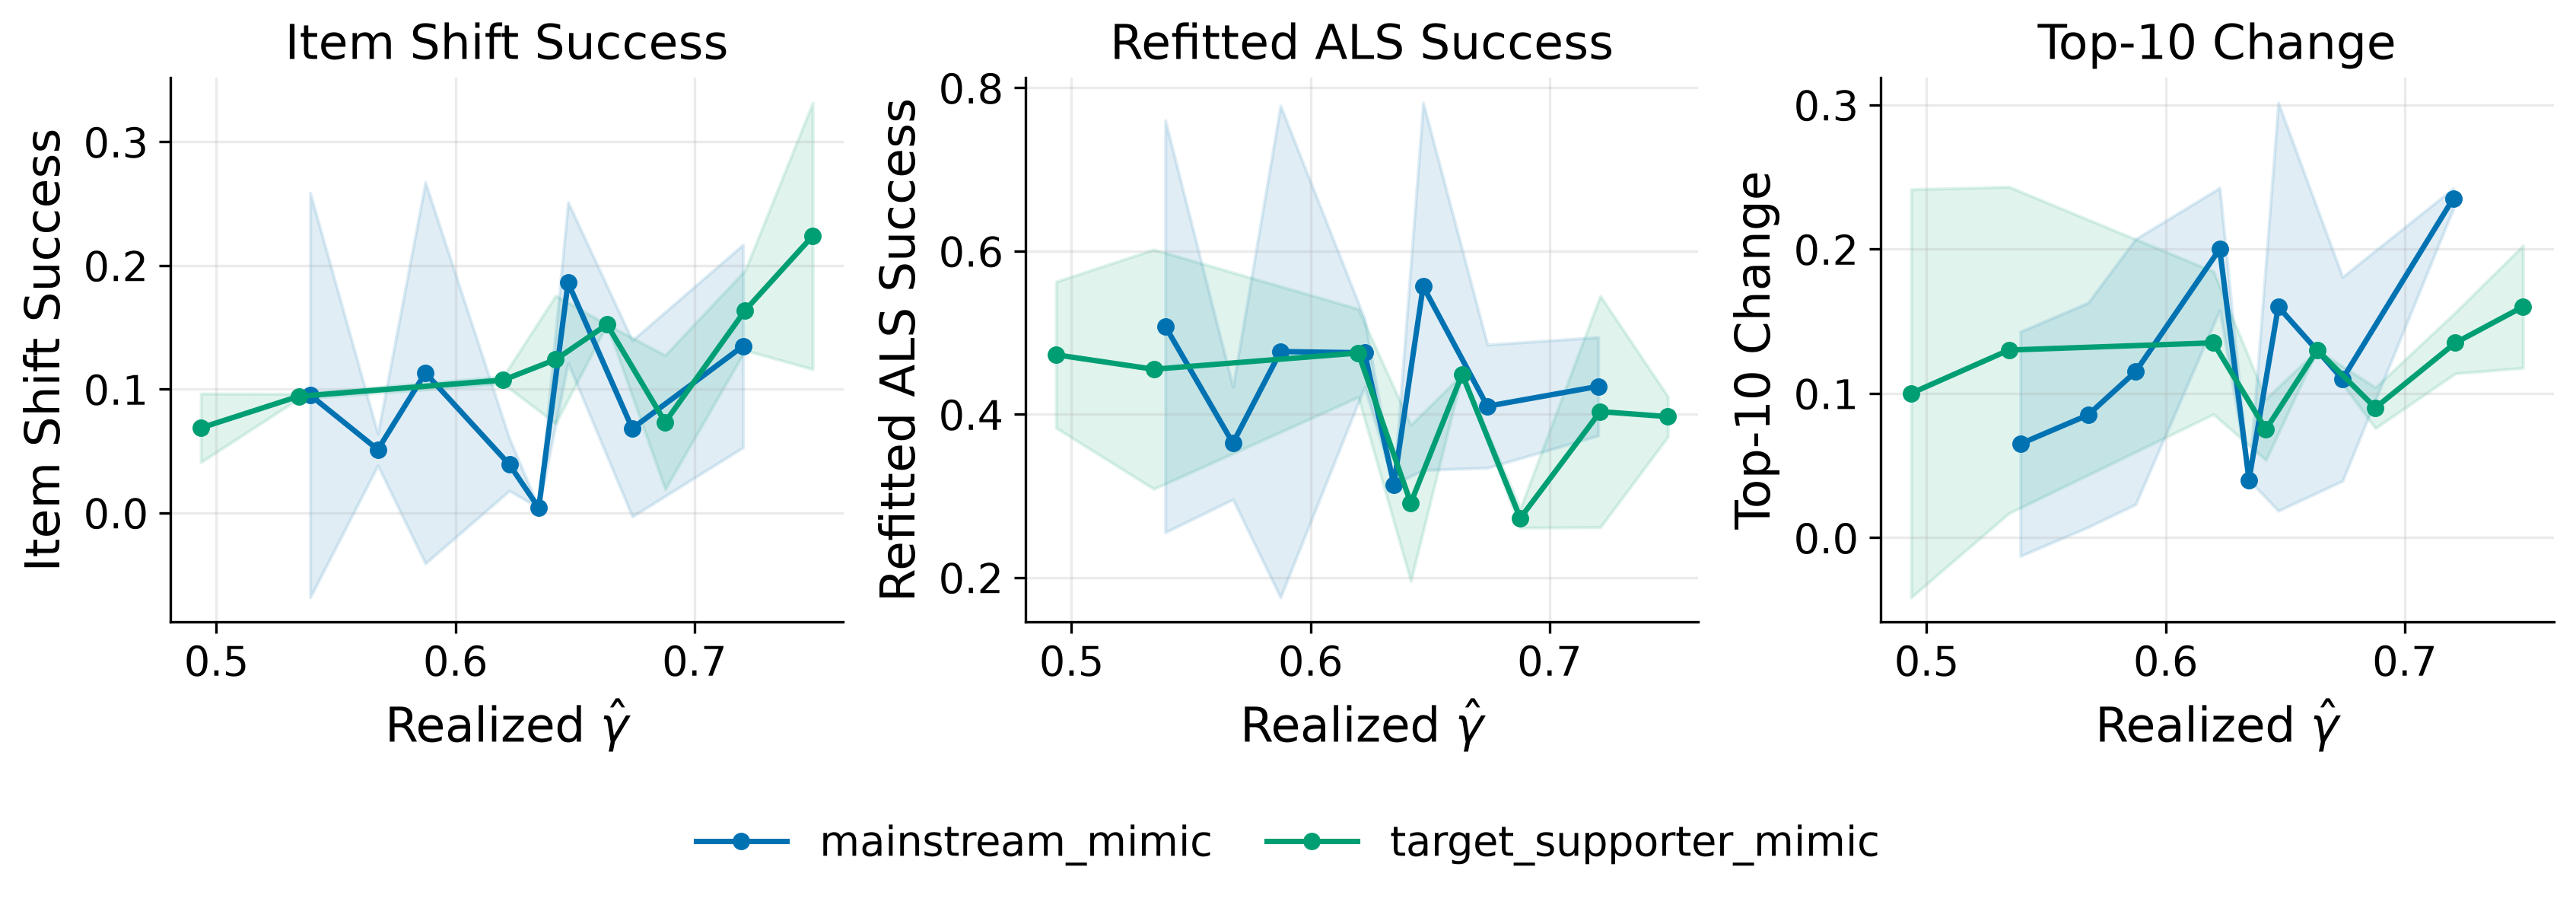 Item Shift Success
Item Shift Success
0.3
0.2
0.1
0.0
0.5
0.6
0.7
Realized γ̂
Refitted ALS Success
Refitted ALS Success
0.8
0.6
0.4
0.2
0.5
0.6
0.7
Realized γ̂
Top-10 Change
Top-10 Change
0.3
0.2
0.1
0.0
0.5
0.6
0.7
Realized γ̂
mainstream_mimic
target_supporter_mimic